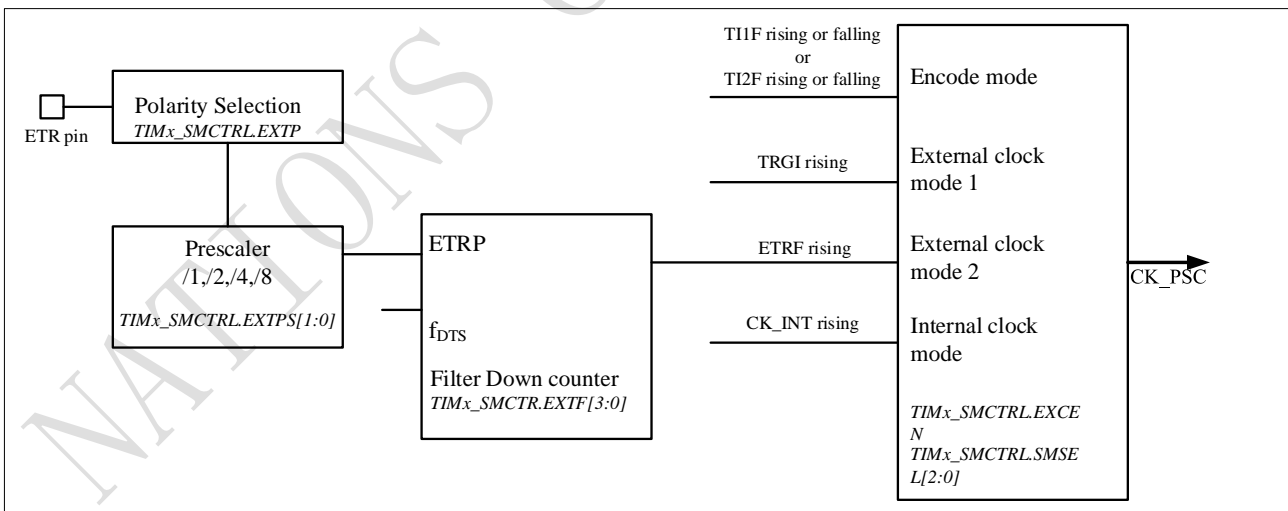 NATIONS
ETR pin
Polarity Selection
TIMx_SMCTRL.EXTP
Prescaler
/1,/2,/4,/8
TIMx_SMCTRL.EXTPS[1:0]
ETRP
fDTS
Filter Down counter
TIMx_SMCTR.EXTF[3:0]
TI1F rising or falling
or
TI2F rising or falling
TRGI rising
ETRF rising
CK_INT rising
Encode mode
External clock
mode 1
External clock
mode 2
Internal clock
mode
TIMx_SMCTRL.EXCE
N
TIMx_SMCTRL.SMSE
L[2:0]
CK_PSC